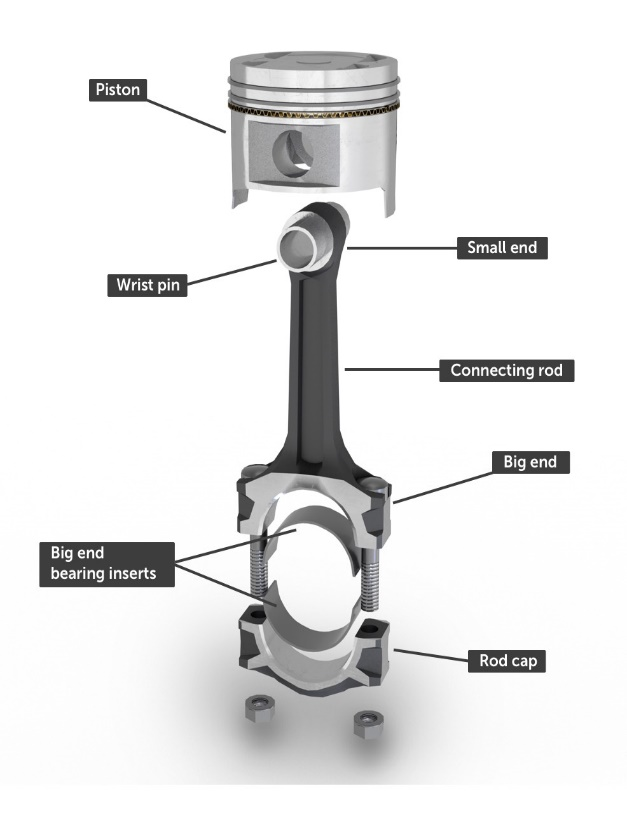 Piston
Small end
Wrist pin
Connecting rod
Big end
Big end
bearing inserts
Rod cap